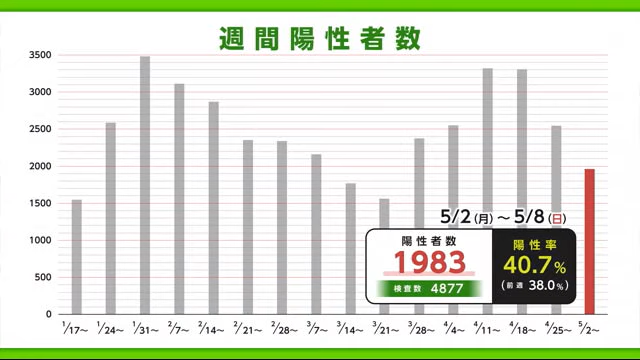 週間陽性者数
3500
3000
2500
2000
1500
1000
500
0
5/2(月)～5/8(日)
陽性者数
1983
検査数 4877
陽性率
40.7%
(前週 38.0%)
1/17～ 1/24～ 1/31～ 2/7～ 2/14～ 2/21～ 2/28～ 3/7～ 3/14～ 3/21～ 3/28～ 4/4～ 4/11～ 4/18～ 4/25～ 5/2～